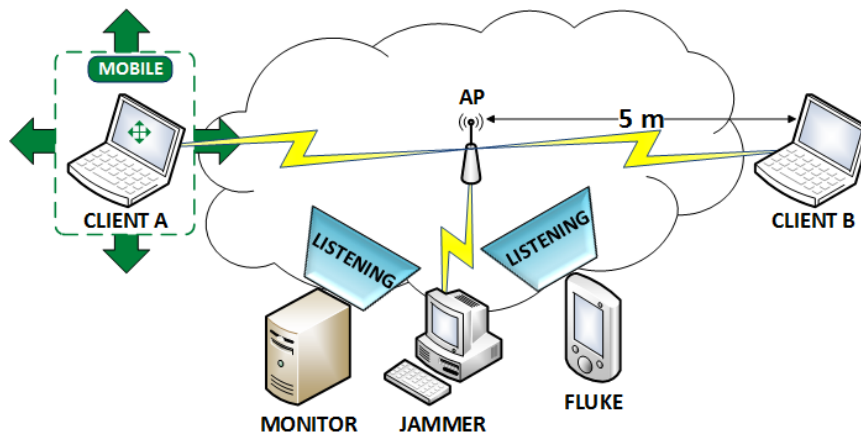 MOBILE
AP
5 m
CLIENT A
CLIENT B
LISTENING
LISTENING
MONITOR
JAMMER
FLUKE